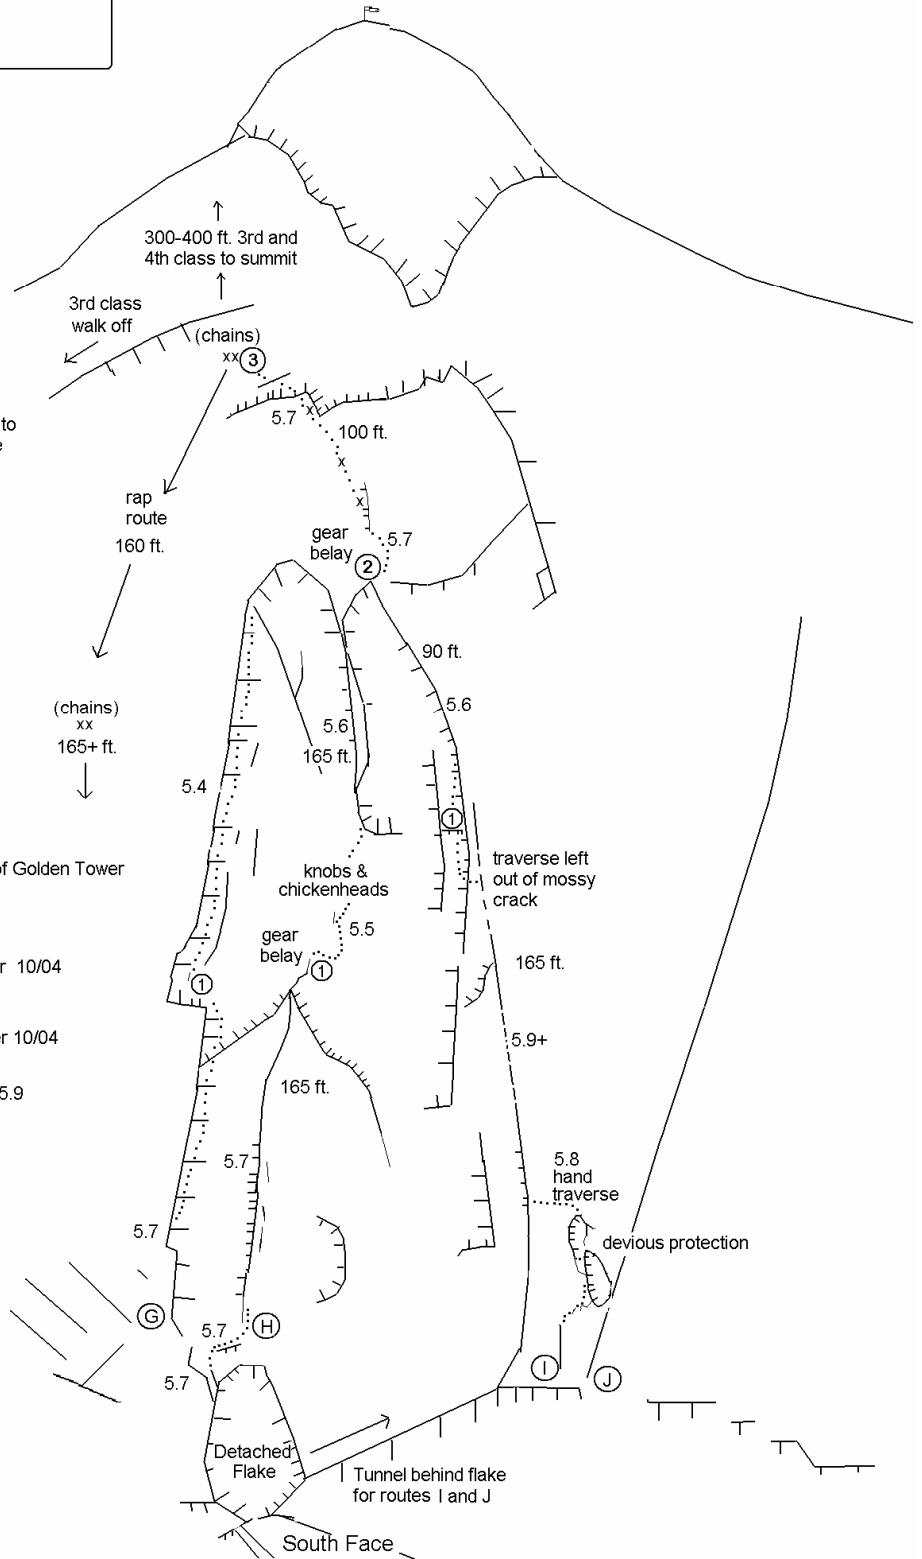 300-400 ft. 3rd and
4th class to summit
3rd class
walk off
(chains)
xx
3
to
e
5.7
x
100 ft.
x
x
rap
route
160 ft.
gear
belay
5.7
2
90 ft.
(chains)
xx
165+ ft.
5.6
5.6
165 ft.
5.4
1
of Golden Tower
knobs &
chickenheads
traverse left
out of mossy
crack
5.5
gear
belay
1
1
r 10/04
165 ft.
er 10/04
5.9+
5.9
165 ft.
5.7
5.8
hand
traverse
5.7
devious protection
G
5.7
H
5.7
I
J
Detached
Flake
Tunnel behind flake
for routes I and J
South Face